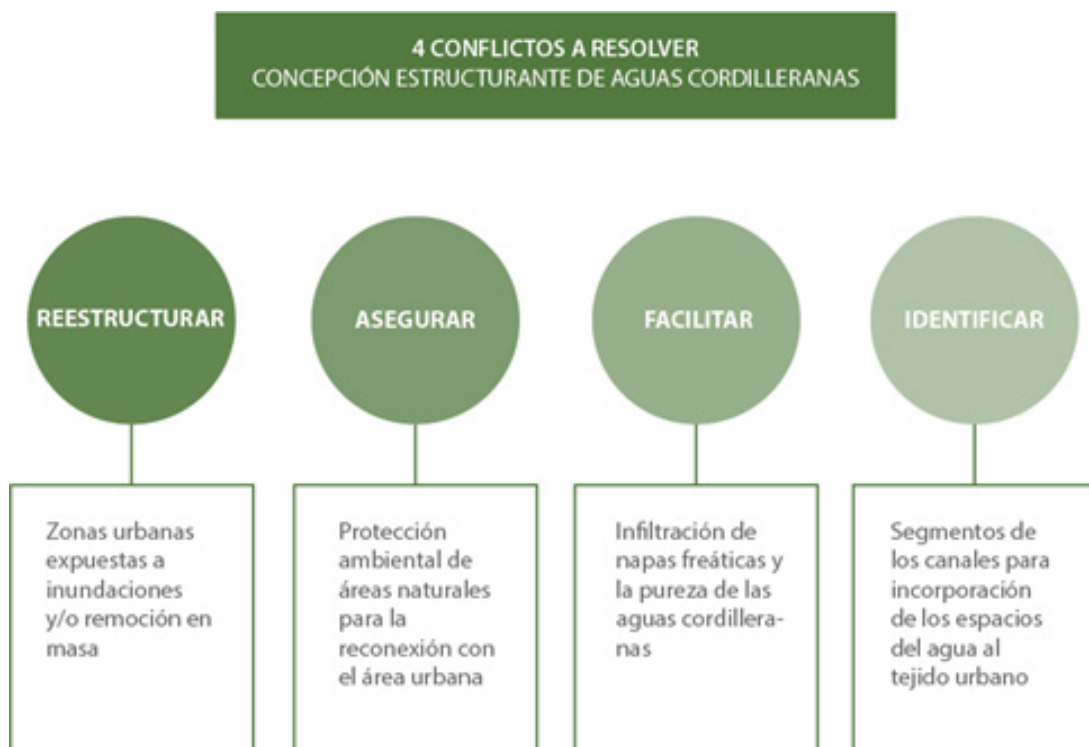 4 CONFLICTOS A RESOLVER
CONCEPCIÓN ESTRUCTURANTE DE AGUAS CORDILLERANAS
REESTRUCTURAR
ASEGURAR
FACILITAR
IDENTIFICAR
Zonas urbanas
expuestas a
inundaciones
y/o remoción en
masa
Protección
ambiental de
áreas naturales
para la
reconexión con
el área urbana
Infiltración de
napas freáticas y
la pureza de las
aguas cordillera-
nas
Segmentos de
los canales para
incorporación
de los espacios
del agua al
tejido urbano